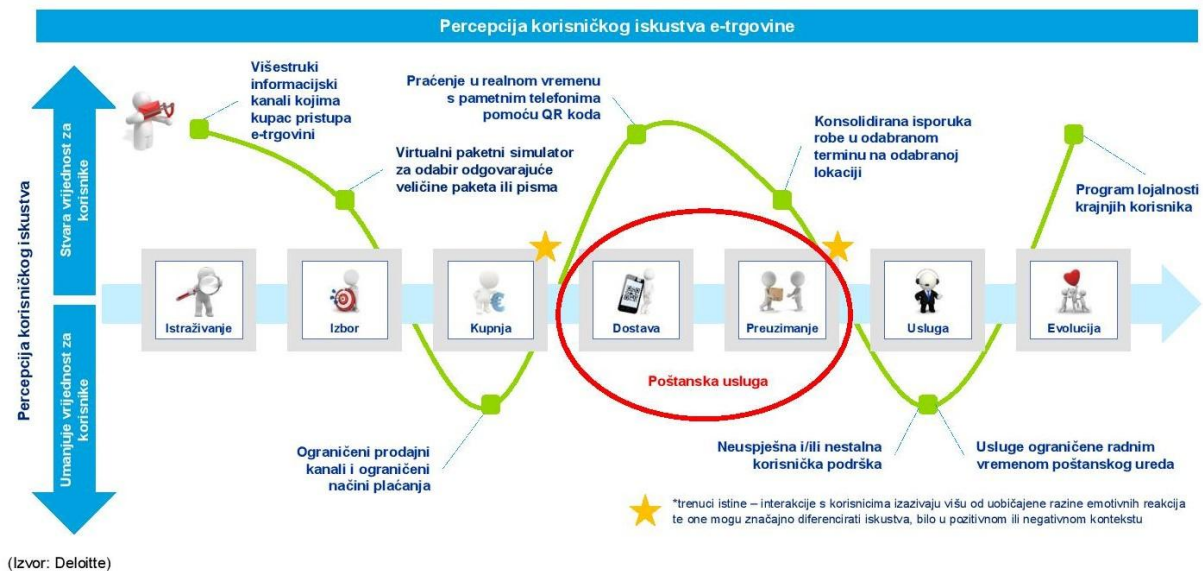 Percepcija korisničkog iskustva e-trgovine
Percepcija korisničkog iskustva
Stvara vrijednost za
korisnike
Umanjuje vrijednost za
korisnike
Višestruki
informacijski
kanali kojima
kupac pristupa
e-trgovini
Virtualni paketni simulator
za odabir odgovarajuće
veličine paketa ili pisma
Praćenje u realnom vremenu
s pametnim telefonima
pomoću QR koda
Konsolidirana isporuka
robe u odabranom
terminu na odabranoj
lokaciji
Program lojalnosti
krajnjih korisnika
Istraživanje
Izbor
Kupnja
Dostava
Preuzimanje
Usluga
Evolucija
Poštanska usluga
Ograničeni prodajni
kanali i ograničeni
načini plaćanja
Neuspješna i/ili nestalna
korisnička podrška
Usluge ograničene radnim
vremenom poštanskog ureda
*trenuci istine – interakcije s korisnicima izazivaju višu od uobičajene razine emotivnih reakcija
te one mogu značajno diferencirati iskustva, bilo u pozitivnom ili negativnom kontekstu
(Izvor: Deloitte)